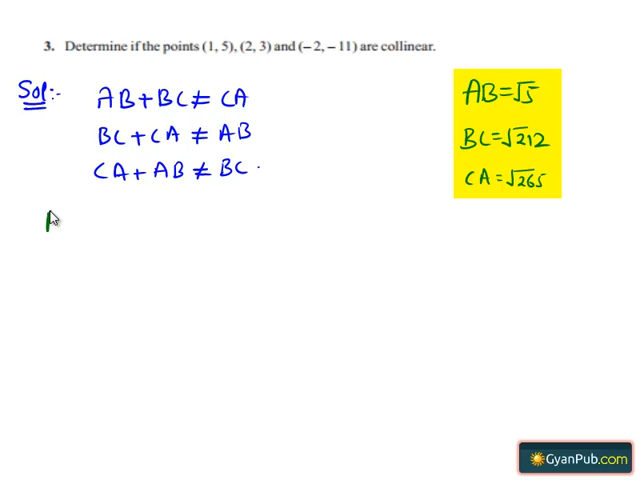 3. Determine if the points (1, 5), (2, 3) and (– 2, – 11) are collinear.
Sol:-
AB+BC≠ CA
BC+CA ≠ AB
CA+AB ≠ BC.
AB=√5
BC=√212
CA=√265
GyanPub.com